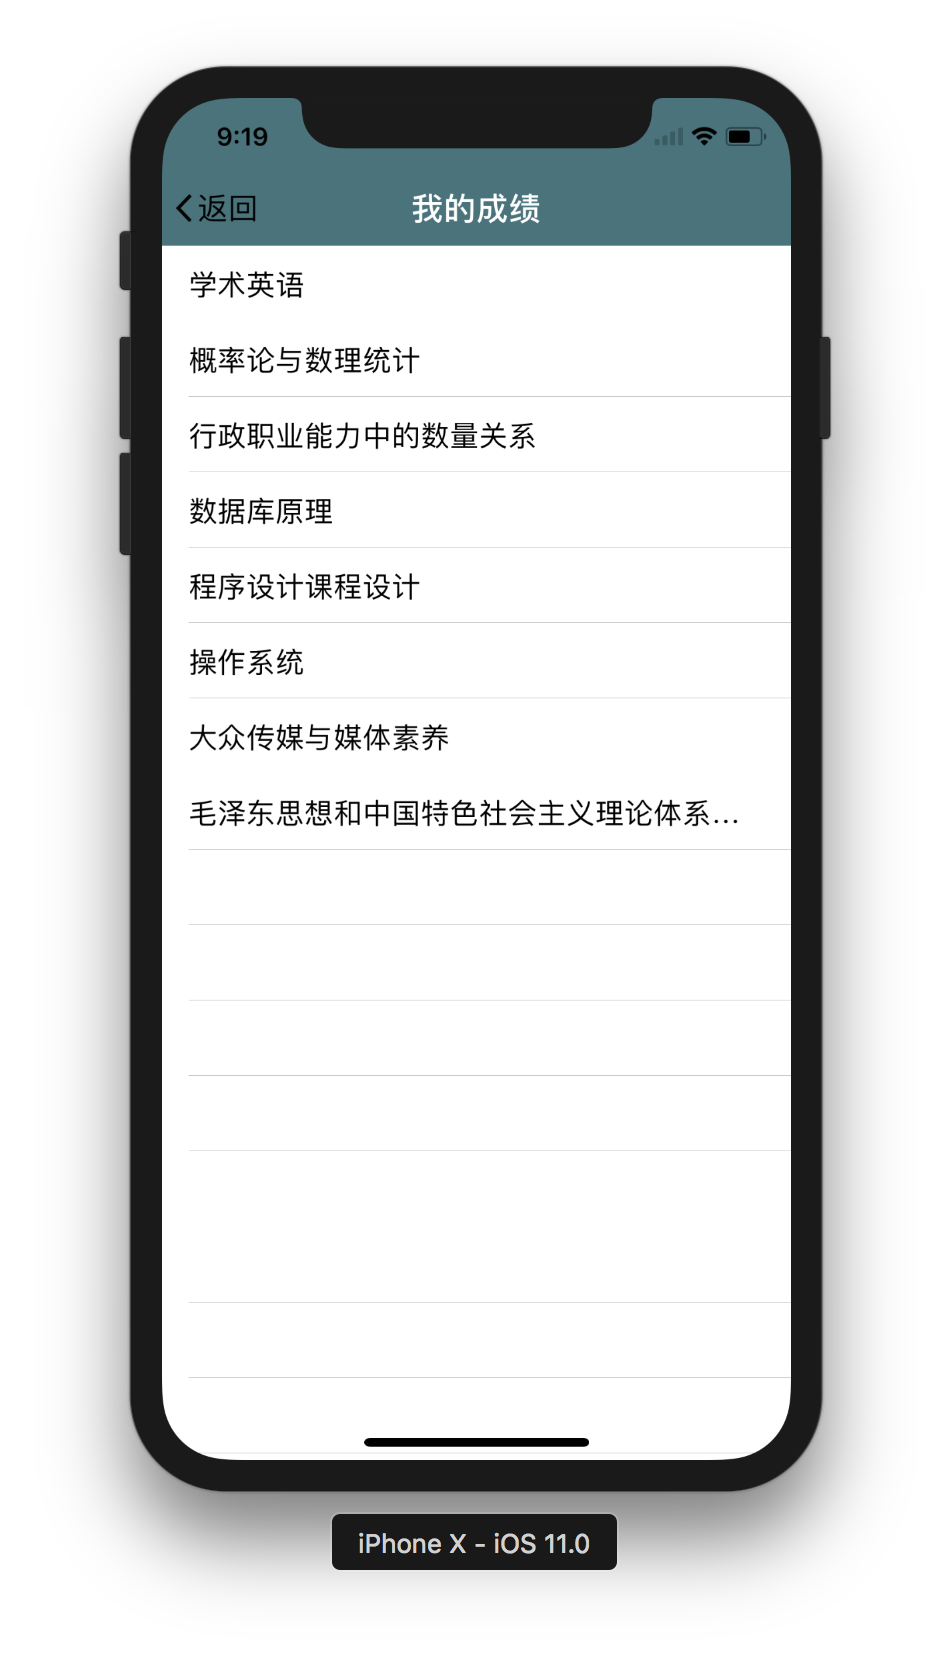 9:19
返回
我的成绩
学术英语
概率论与数理统计
行政职业能力中的数量关系
数据库原理
程序设计课程设计
操作系统
大众传媒与媒体素养
毛泽东思想和中国特色社会主义理论体系...
iPhone X - iOS 11.0